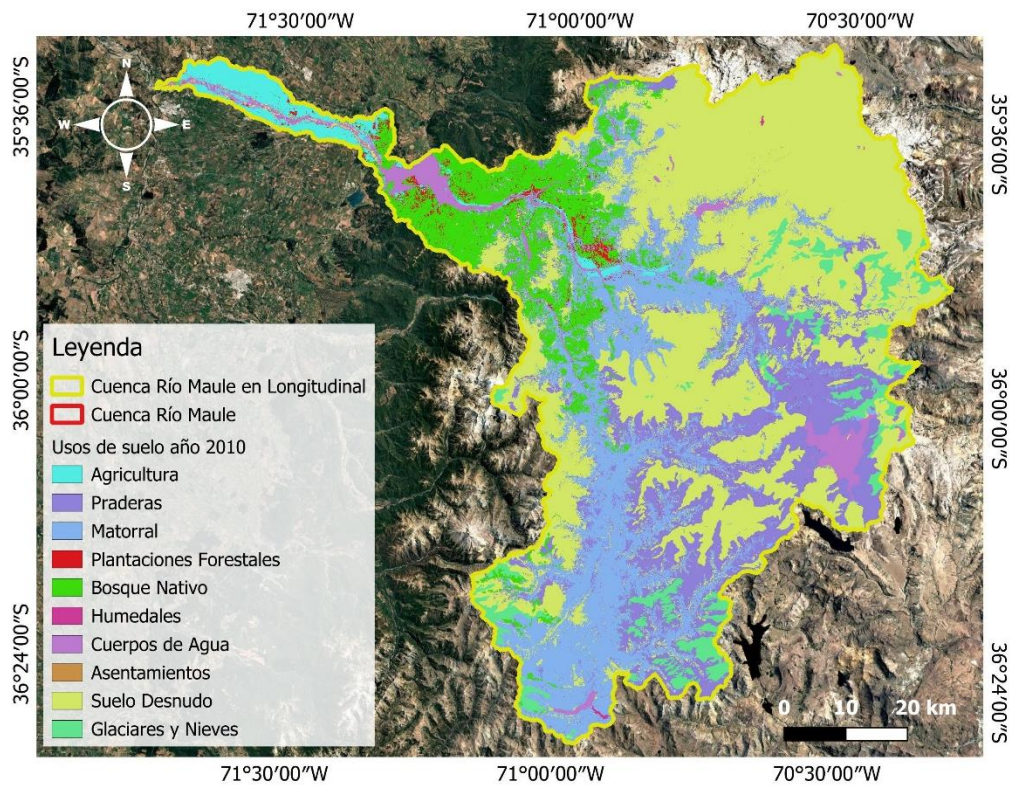 71°30′00″W 71°00′00″W 70°30′00″W
35°36′00″S
35°36′00″S
N
W E
S
36°00′00″S
36°00′00″S
Leyenda
Cuenca Río Maule en Longitudinal
Cuenca Río Maule
Usos de suelo año 2010
Agricultura
Praderas
Matorral
Plantaciones Forestales
Bosque Nativo
Humedales
Cuerpos de Agua
Asentamientos
Suelo Desnudo
Glaciares y Nieves
36°24′00″S
36°24′00″S
0 10 20 km
71°30′00″W 71°00′00″W 70°30′00″W